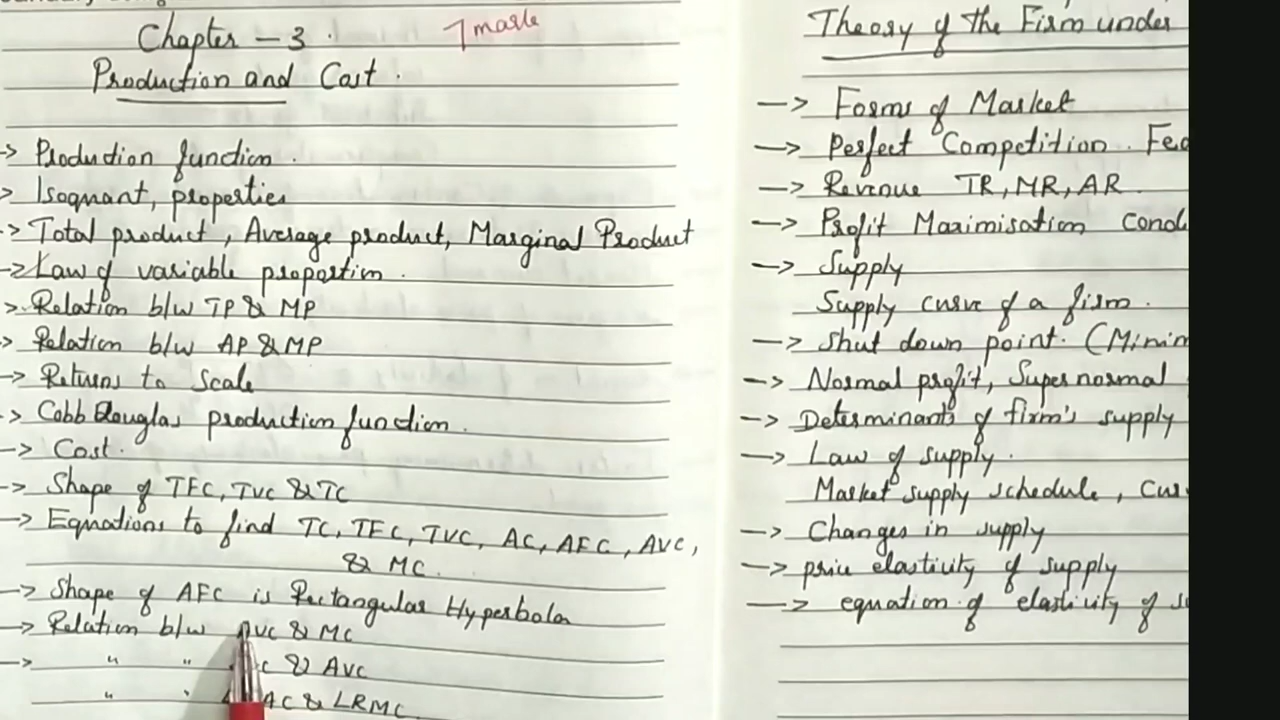 Chapter - 3.
7 marks
Production and Cost.
-> Production function.
-> Isoquant, properties
-> Total product, Average product, Marginal Product
-> Law of variable proportion.
-> Relation b/w TP & MP
-> Relation b/w AP & MP
-> Returns to Scale
-> Cobb Douglas production function.
-> Cost.
-> Shape of TFC, TVC & TC
-> Equations to find TC, TFC, TVC, AC, AFC, AVC,
& MC.
-> Shape of AFC is Rectangular Hyperbola
-> Relation b/w AVC & MC
-> " " & AVC
" " AC & LRMC
Theory of the Firm under
-> Forms of Market
-> Perfect Competition.
-> Revenue TR, MR, AR
-> Profit Maximisation
-> Supply
Supply curve of a firm.
-> Shut down point.
-> Normal profit, Supernormal
-> Determinants of firm's supply
-> Law of supply.
Market supply schedule,
-> Changes in supply
-> price elasticity of supply
-> equation of elasticity of